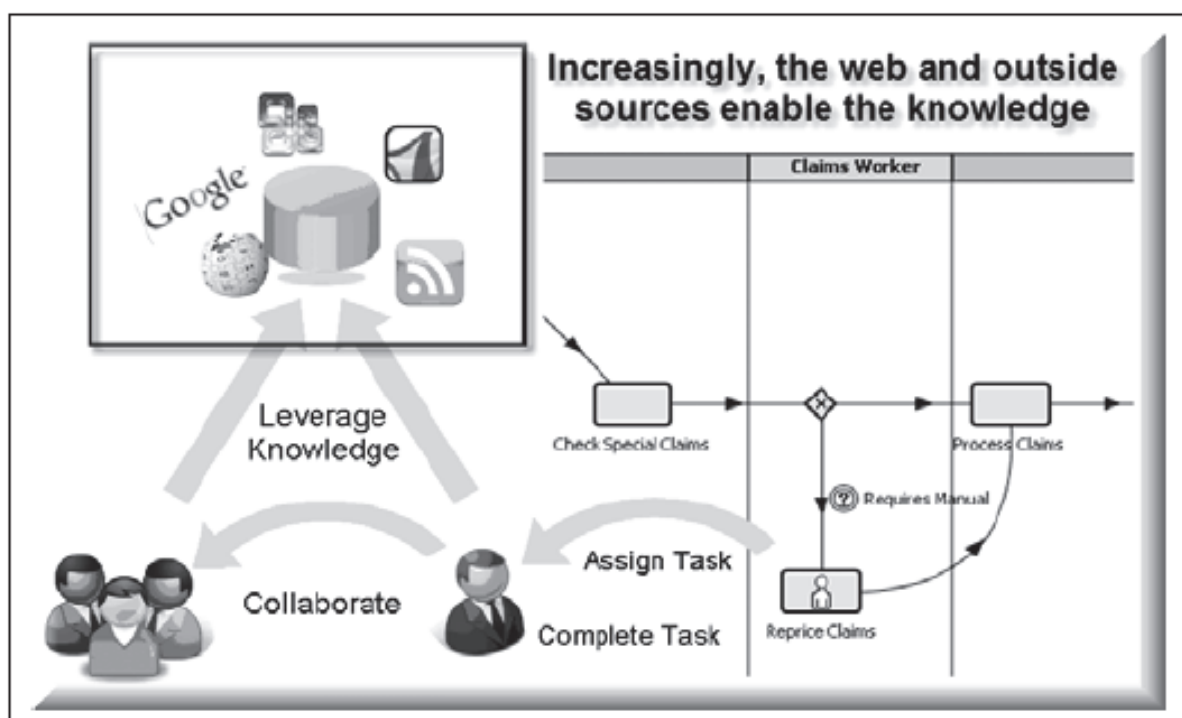 Increasingly, the web and outside
sources enable the knowledge
Google
Claims Worker
Check Special Claims
Process Claims
Requires Manual
Reprice Claims
Leverage
Knowledge
Assign Task
Collaborate
Complete Task